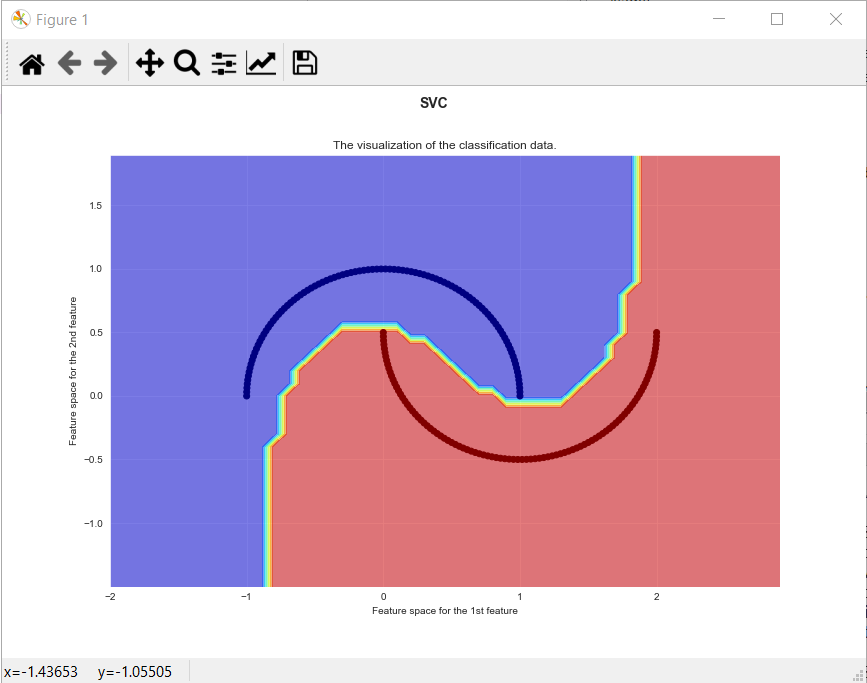 Figure 1
SVC
The visualization of the classification data.
1.5
1.0
0.5
0.0
−0.5
−1.0
Feature space for the 2nd feature
−2 −1 0 1 2
Feature space for the 1st feature
x=-1.43653 y=-1.05505